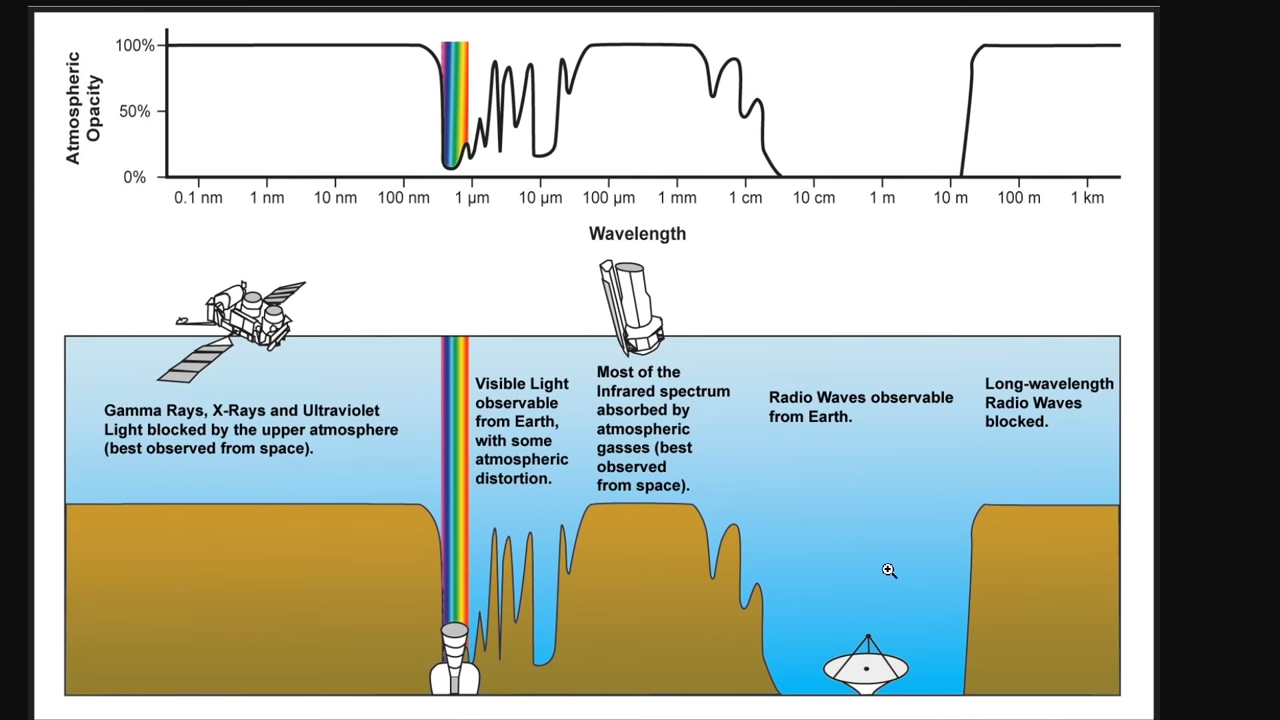 Atmospheric
Opacity
100%
50%
0%
0.1 nm 1 nm 10 nm 100 nm 1 µm 10 µm 100 µm 1 mm 1 cm 10 cm 1 m 10 m 100 m 1 km
Wavelength
Gamma Rays, X-Rays and Ultraviolet
Light blocked by the upper atmosphere
(best observed from space).
Visible Light
observable
from Earth,
with some
atmospheric
distortion.
Most of the
Infrared spectrum
absorbed by
atmospheric
gasses (best
observed
from space).
Radio Waves observable
from Earth.
Long-wavelength
Radio Waves
blocked.